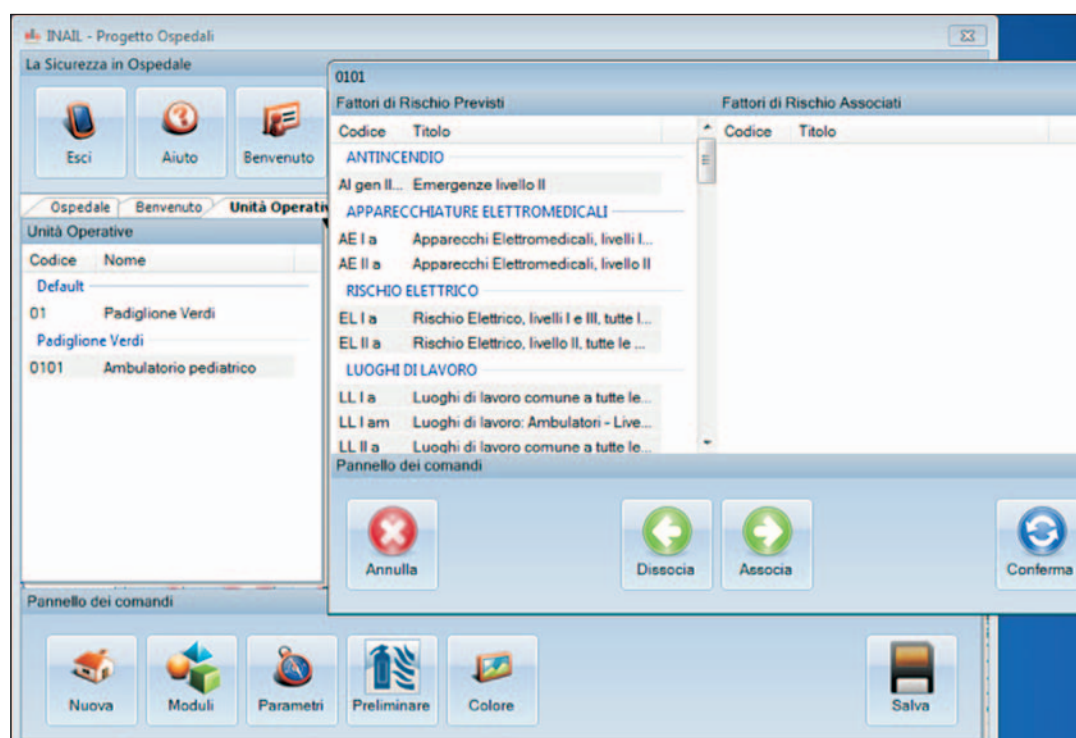 INAIL - Progetto Ospedali
La Sicurezza in Ospedale
Esci
Aiuto
Benvenuto
Ospedale
Benvenuto
Unità Operativ
Unità Operative
Codice Nome
Default
01 Padiglione Verdi
Padiglione Verdi
0101 Ambulatorio pediatrico
0101
Fattori di Rischio Previsti
Codice Titolo
ANTINCENDIO
AI gen II... Emergenze livello II
APPARECCHIATURE ELETTROMEDICALI
AE I a Apparecchi Elettromedicali, livelli I...
AE II a Apparecchi Elettromedicali, livello II
RISCHIO ELETTRICO
EL I a Rischio Elettrico, livelli I e III, tutte l...
EL II a Rischio Elettrico, livello II, tutte le ...
LUOGHI DI LAVORO
LL I a Luoghi di lavoro comune a tutte le...
LL I am Luoghi di lavoro: Ambulatori - Live...
LL II a Luoghi di lavoro comune a tutte le...
Fattori di Rischio Associati
Codice Titolo
Pannello dei comandi
Annulla
Dissocia
Associa
Conferma
Pannello dei comandi
Nuova
Moduli
Parametri
Preliminare
Colore
Salva